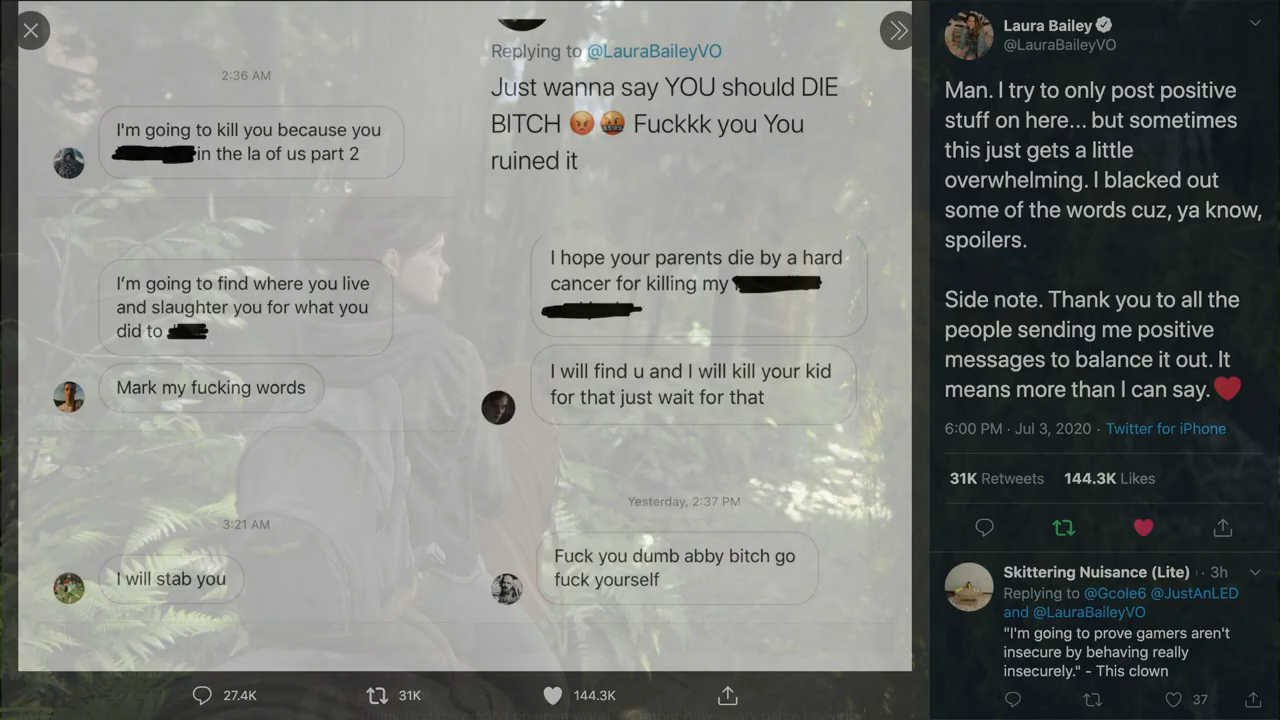 2:36 AM
I'm going to kill you because you
in the la of us part 2
I'm going to find where you live
and slaughter you for what you
did to
Mark my fucking words
3:21 AM
I will stab you
Replying to @LauraBaileyVO
Just wanna say YOU should DIE
BITCH 😡🤬 Fuckkk you You
ruined it
I hope your parents die by a hard
cancer for killing my
I will find u and I will kill your kid
for that just wait for that
Yesterday, 2:37 PM
Fuck you dumb abby bitch go
fuck yourself
27.4K
31K
144.3K
Laura Bailey
@LauraBaileyVO
Man. I try to only post positive
stuff on here... but sometimes
this just gets a little
overwhelming. I blacked out
some of the words cuz, ya know,
spoilers.
Side note. Thank you to all the
people sending me positive
messages to balance it out. It
means more than I can say.❤️
6:00 PM · Jul 3, 2020 · Twitter for iPhone
31K Retweets 144.3K Likes
Skittering Nuisance (Lite) · 3h
Replying to @Gcole6 @JustAnLED
and @LauraBaileyVO
"I'm going to prove gamers aren't
insecure by behaving really
insecurely." - This clown
37